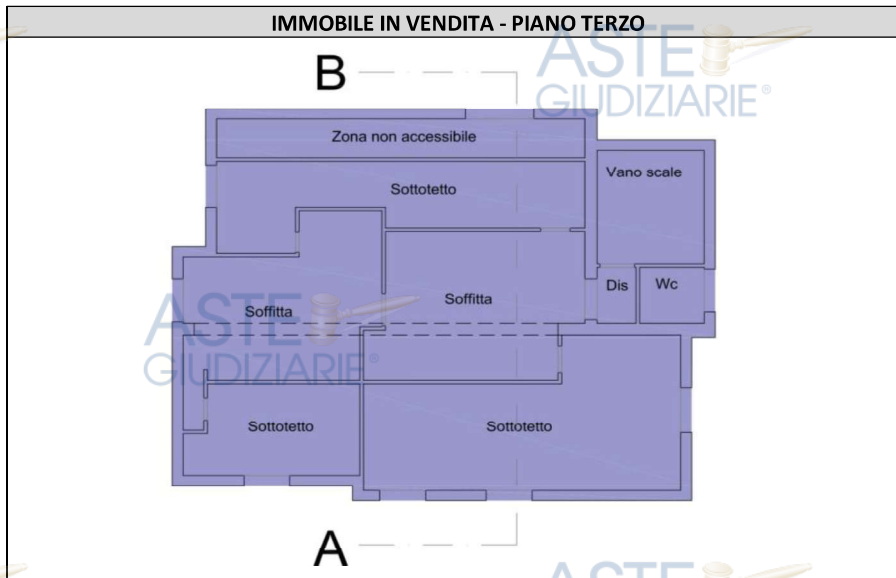 IMMOBILE IN VENDITA - PIANO TERZO
ASTE
GIUDIZIARIE®
B
Zona non accessibile
Vano scale
Sottotetto
Dis
Wc
Soffitta
Soffitta
ASTE
GIUDIZIARIE®
Sottotetto
Sottotetto
A
ASTE